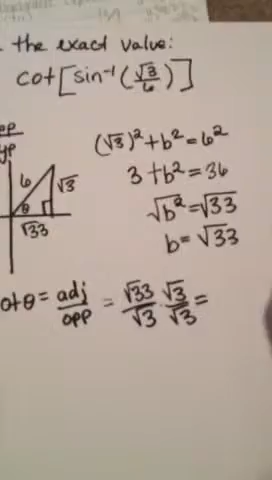 the exact value:
cot[sin⁻¹(√3/6)]
(√3)² + b² = 6²
3 + b² = 36
√b² = √33
b = √33
6
√3
θ
√33
otθ = adj/opp = √33/√3 · √3/√3 =